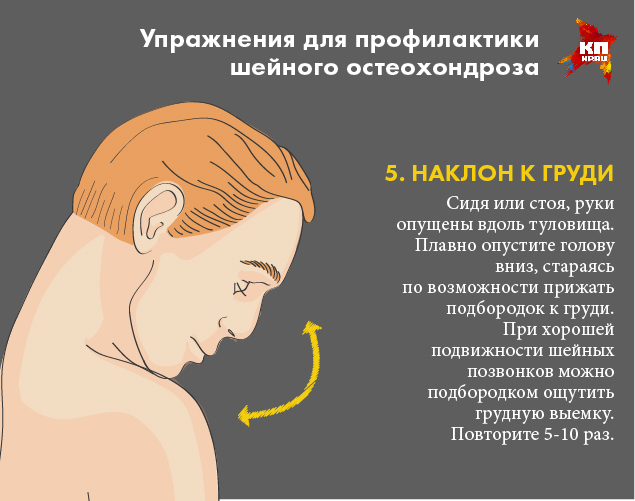 Упражнения для профилактики
шейного остеохондроза
КП
КРАЦ
5. НАКЛОН К ГРУДИ
Сидя или стоя, руки
опущены вдоль туловища.
Плавно опустите голову
вниз, стараясь
по возможности прижать
подбородок к груди.
При хорошей
подвижности шейных
позвонков можно
подбородком ощутить
грудную выемку.
Повторите 5-10 раз.